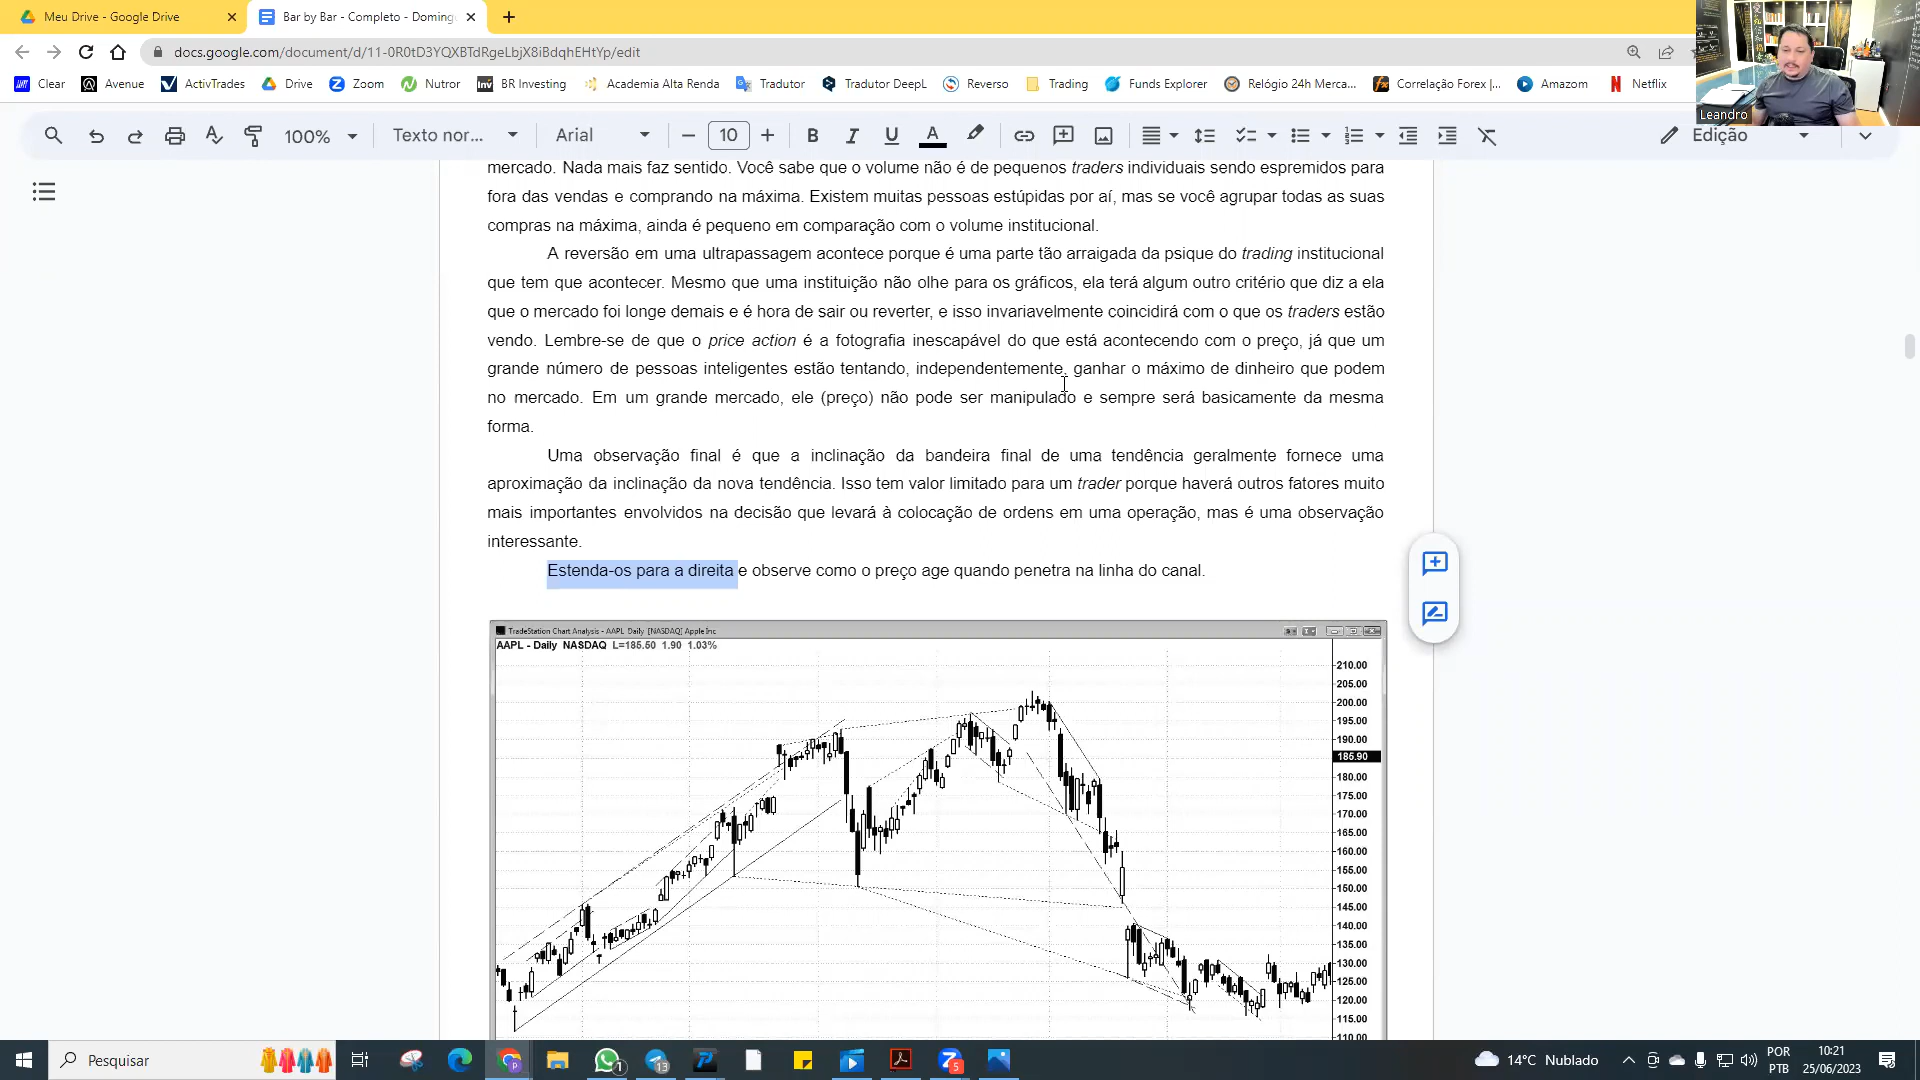 Meu Drive - Google Drive
Bar by Bar - Completo - Doming
docs.google.com/document/d/11-0R0tD3YQXBTdRgeLbjX8iBdqhEHtYp/edit
Clear
Avenue
ActivTrades
Drive
Zoom
Nutror
BR Investing
Academia Alta Renda
Tradutor
Tradutor DeepL
Reverso
Trading
Funds Explorer
Relógio 24h Merca...
Correlação Forex |...
Amazom
Netflix
Leandro
100%
Texto nor...
Arial
10
Edição
mercado. Nada mais faz sentido. Você sabe que o volume não é de pequenos traders individuais sendo espremidos para
fora das vendas e comprando na máxima. Existem muitas pessoas estúpidas por aí, mas se você agrupar todas as suas
compras na máxima, ainda é pequeno em comparação com o volume institucional.
A reversão em uma ultrapassagem acontece porque é uma parte tão arraigada da psique do trading institucional
que tem que acontecer. Mesmo que uma instituição não olhe para os gráficos, ela terá algum outro critério que diz a ela
que o mercado foi longe demais e é hora de sair ou reverter, e isso invariavelmente coincidirá com o que os traders estão
vendo. Lembre-se de que o price action é a fotografia inescapável do que está acontecendo com o preço, já que um
grande número de pessoas inteligentes estão tentando, independentemente, ganhar o máximo de dinheiro que podem
no mercado. Em um grande mercado, ele (preço) não pode ser manipulado e sempre será basicamente da mesma
forma.
Uma observação final é que a inclinação da bandeira final de uma tendência geralmente fornece uma
aproximação da inclinação da nova tendência. Isso tem valor limitado para um trader porque haverá outros fatores muito
mais importantes envolvidos na decisão que levará à colocação de ordens em uma operação, mas é uma observação
interessante.
Estenda-os para a direita e observe como o preço age quando penetra na linha do canal.
TradeStation Chart Analysis - AAPL Daily [NASDAQ] Apple Inc
AAPL - Daily NASDAQ L=185.50 1.90 1.03%
210.00
205.00
200.00
195.00
190.00
185.90
180.00
175.00
170.00
165.00
160.00
155.00
150.00
145.00
140.00
135.00
130.00
125.00
120.00
115.00
110.00
Pesquisar
1
13
5
14°C Nublado
POR
PTB
10:21
25/06/2023